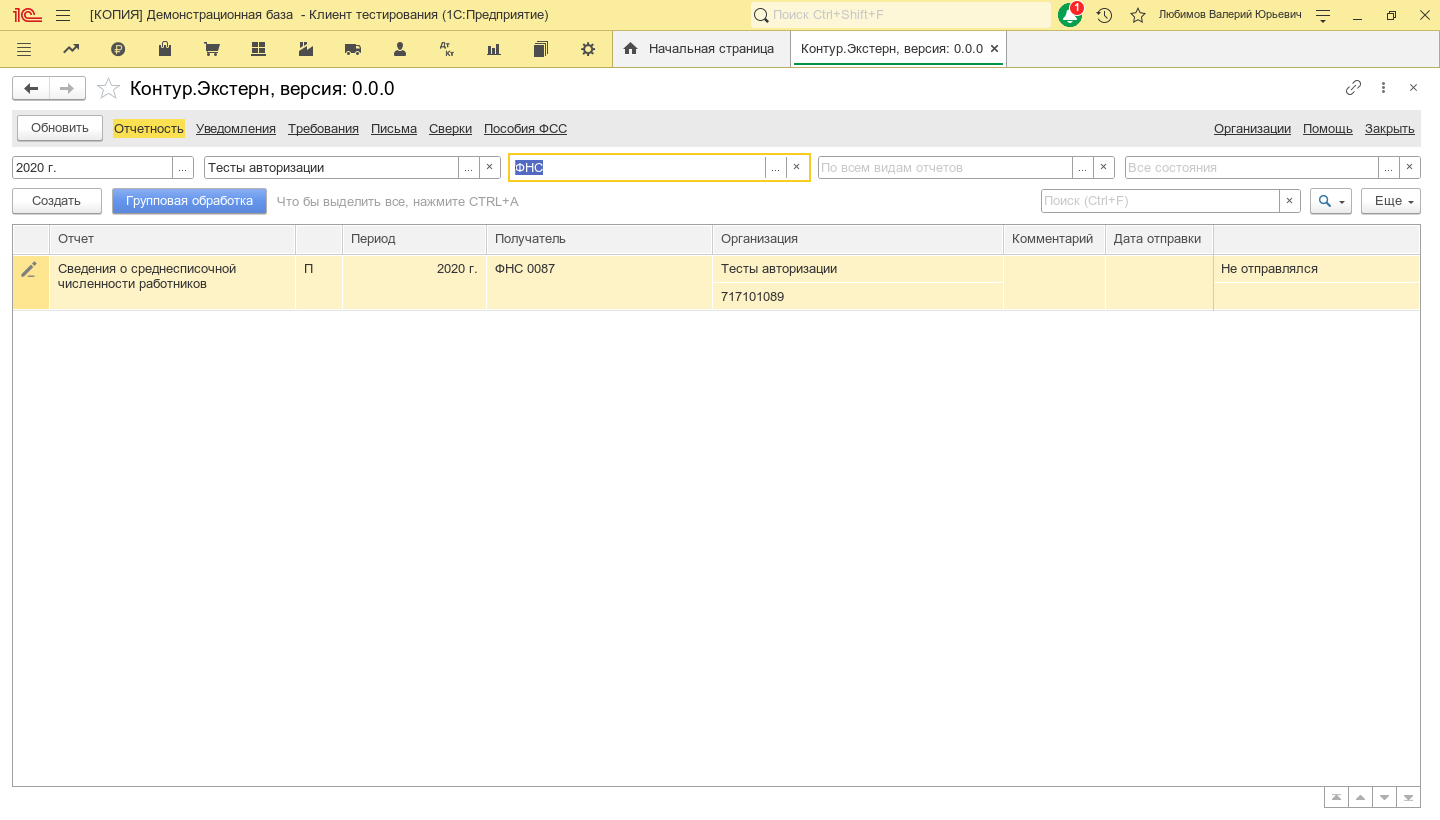 1С [КОПИЯ] Демонстрационная база - Клиент тестирования (1С:Предприятие) Поиск Ctrl+Shift+F 1 Любимов Валерий Юрьевич
Дт Кт Начальная страница Контур.Экстерн, версия: 0.0.0 ×
Контур.Экстерн, версия: 0.0.0
Обновить Отчетность Уведомления Требования Письма Сверки Пособия ФСС Организации Помощь Закрыть
2020 г. ... Тесты авторизации ... × ФНС ... × По всем видам отчетов ... × Все состояния ... ×
Создать Групповая обработка Что бы выделить все, нажмите CTRL+A Поиск (Ctrl+F) × Еще
Отчет Период Получатель Организация Комментарий Дата отправки
Сведения о среднесписочной П 2020 г. ФНС 0087 Тесты авторизации Не отправлялся
численности работников
717101089